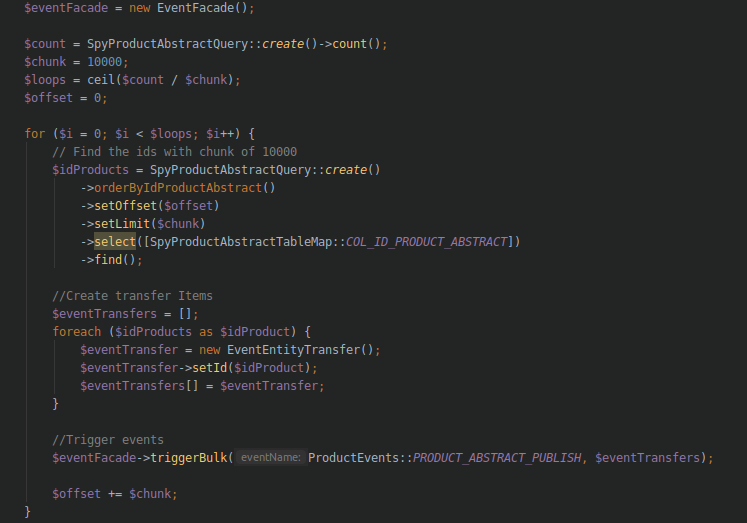 $eventFacade = new EventFacade();
$count = SpyProductAbstractQuery::create()->count();
$chunk = 10000;
$loops = ceil($count / $chunk);
$offset = 0;
for ($i = 0; $i < $loops; $i++) {
// Find the ids with chunk of 10000
$idProducts = SpyProductAbstractQuery::create()
->orderByIdProductAbstract()
->setOffset($offset)
->setLimit($chunk)
->select([SpyProductAbstractTableMap::COL_ID_PRODUCT_ABSTRACT])
->find();
//Create transfer Items
$eventTransfers = [];
foreach ($idProducts as $idProduct) {
$eventTransfer = new EventEntityTransfer();
$eventTransfer->setId($idProduct);
$eventTransfers[] = $eventTransfer;
}
//Trigger events
$eventFacade->triggerBulk( eventName: ProductEvents::PRODUCT_ABSTRACT_PUBLISH, $eventTransfers);
$offset += $chunk;
}